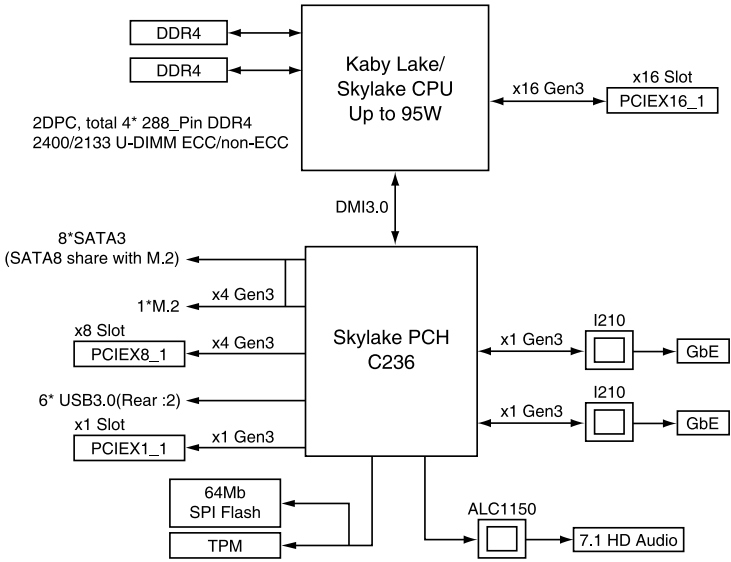 DDR4
DDR4
Kaby Lake/
Skylake CPU
Up to 95W
x16 Gen3
x16 Slot
PCIEX16_1
2DPC, total 4* 288_Pin DDR4
2400/2133 U-DIMM ECC/non-ECC
DMI3.0
8*SATA3
(SATA8 share with M.2)
1*M.2
x4 Gen3
x8 Slot
PCIEX8_1
x4 Gen3
Skylake PCH
C236
x1 Gen3
I210
GbE
6* USB3.0(Rear :2)
x1 Slot
PCIEX1_1
x1 Gen3
x1 Gen3
I210
GbE
64Mb
SPI Flash
TPM
ALC1150
7.1 HD Audio